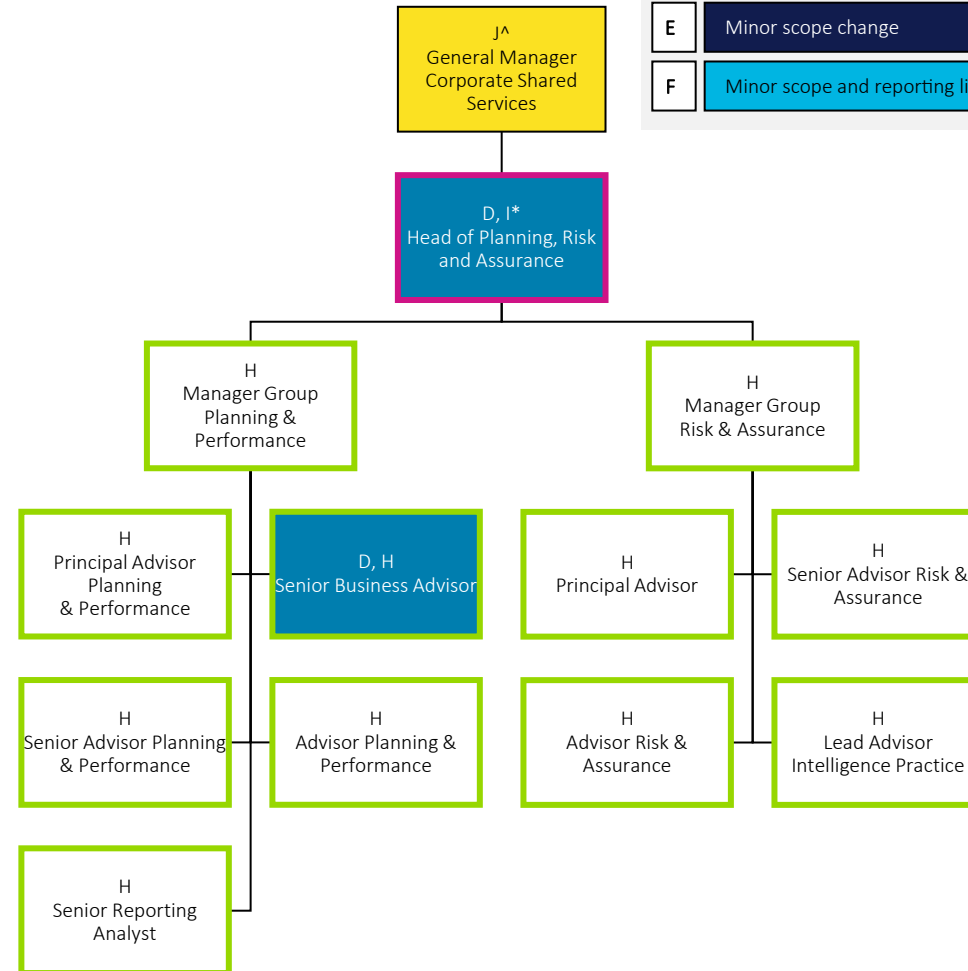 E
Minor scope change
F
Minor scope and reporting li
J^
General Manager
Corporate Shared
Services
D, I*
Head of Planning, Risk
and Assurance
H
Manager Group
Planning &
Performance
H
Manager Group
Risk & Assurance
H
Principal Advisor
Planning
& Performance
D, H
Senior Business Advisor
H
Principal Advisor
H
Senior Advisor Risk &
Assurance
H
Senior Advisor Planning
& Performance
H
Advisor Planning &
Performance
H
Advisor Risk &
Assurance
H
Lead Advisor
Intelligence Practice
H
Senior Reporting
Analyst